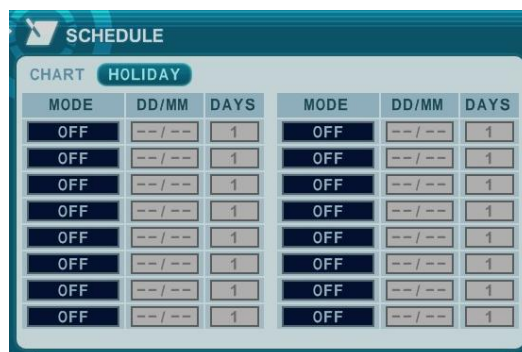 SCHEDULE
CHART HOLIDAY
MODE DD/MM DAYS MODE DD/MM DAYS
OFF --/-- 1 OFF --/-- 1
OFF --/-- 1 OFF --/-- 1
OFF --/-- 1 OFF --/-- 1
OFF --/-- 1 OFF --/-- 1
OFF --/-- 1 OFF --/-- 1
OFF --/-- 1 OFF --/-- 1
OFF --/-- 1 OFF --/-- 1
OFF --/-- 1 OFF --/-- 1